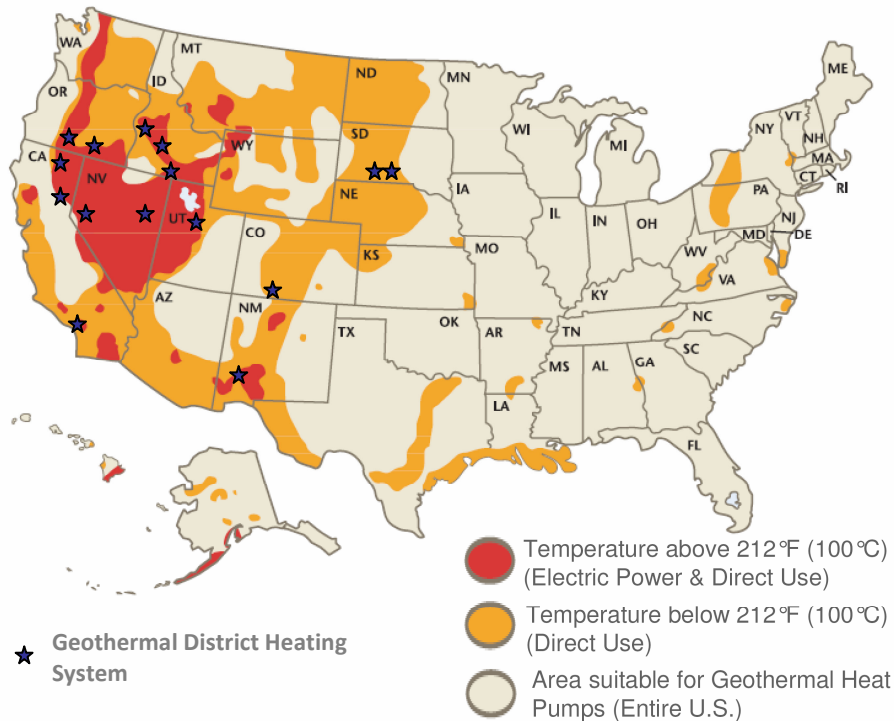 WA
MT
ND
MN
ME
OR
ID
SD
WI
MI
NY
VT
NH
MA
CT
RI
CA
NV
WY
NE
IA
PA
NJ
UT
CO
KS
MO
IL
IN
OH
WV
MD
DE
VA
KY
AZ
NM
TX
OK
AR
TN
NC
SC
MS
AL
GA
LA
FL
Temperature above 212°F (100°C)
(Electric Power & Direct Use)
Temperature below 212°F (100°C)
(Direct Use)
Geothermal District Heating
System
Area suitable for Geothermal Heat
Pumps (Entire U.S.)